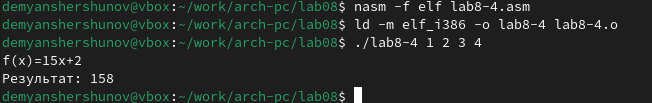 demyanshershunov@vbox:~/work/arch-pc/lab08$ nasm -f elf lab8-4.asm
demyanshershunov@vbox:~/work/arch-pc/lab08$ ld -m elf_i386 -o lab8-4 lab8-4.o
demyanshershunov@vbox:~/work/arch-pc/lab08$ ./lab8-4 1 2 3 4
f(x)=15x+2
Результат: 158
demyanshershunov@vbox:~/work/arch-pc/lab08$